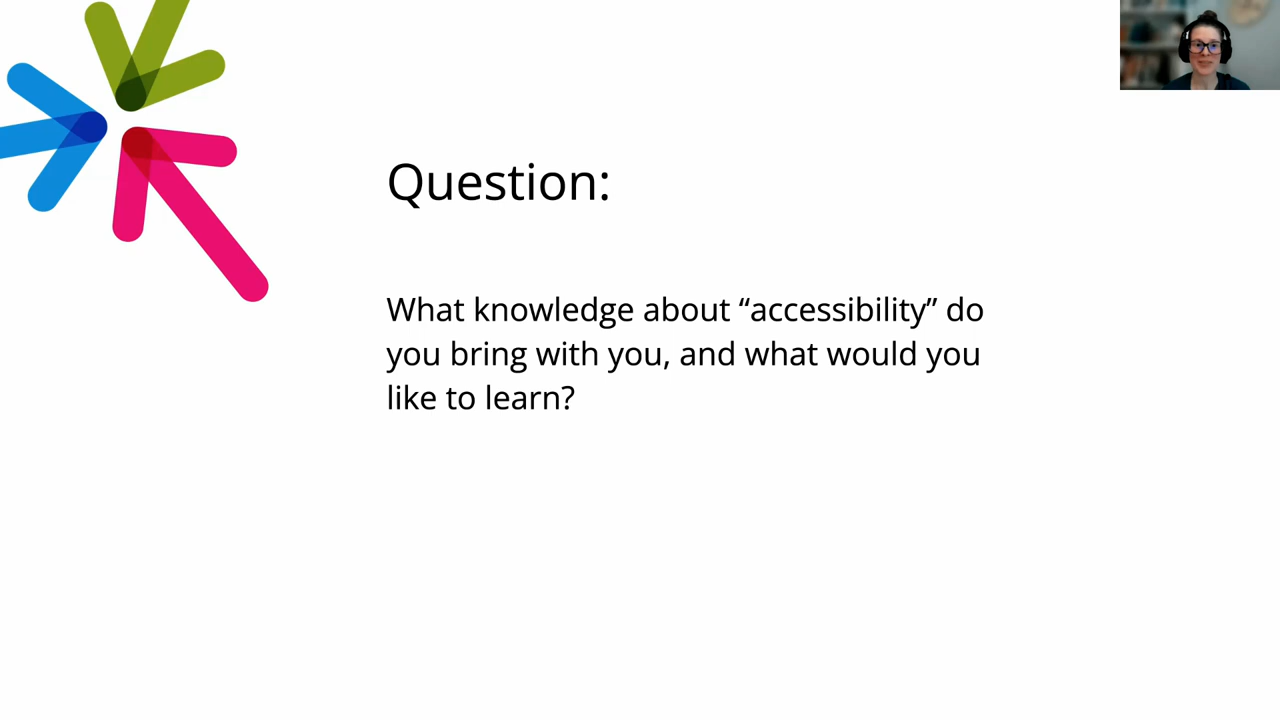 Question:
What knowledge about “accessibility” do
you bring with you, and what would you
like to learn?